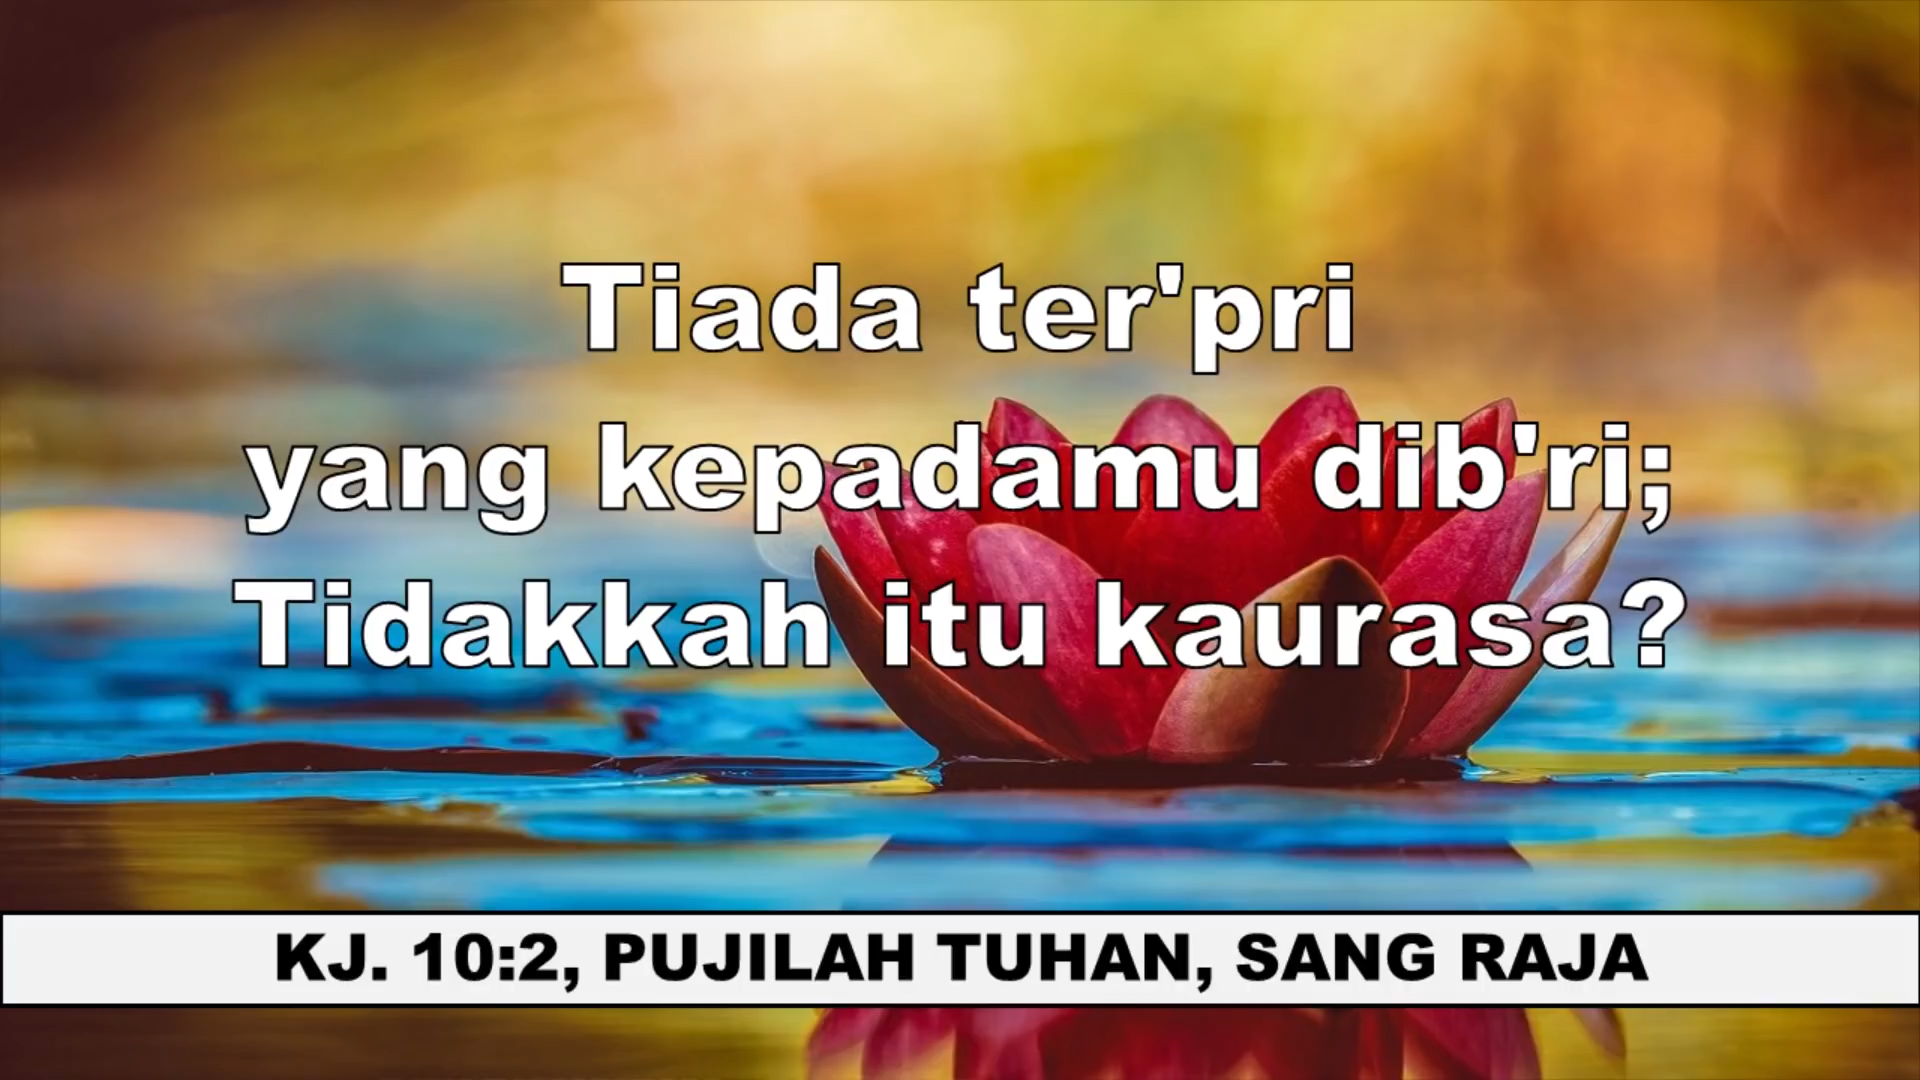 Tiada ter'pri
yang kepadamu dib'ri;
Tidakkah itu kaurasa?
KJ. 10:2, PUJILAH TUHAN, SANG RAJA